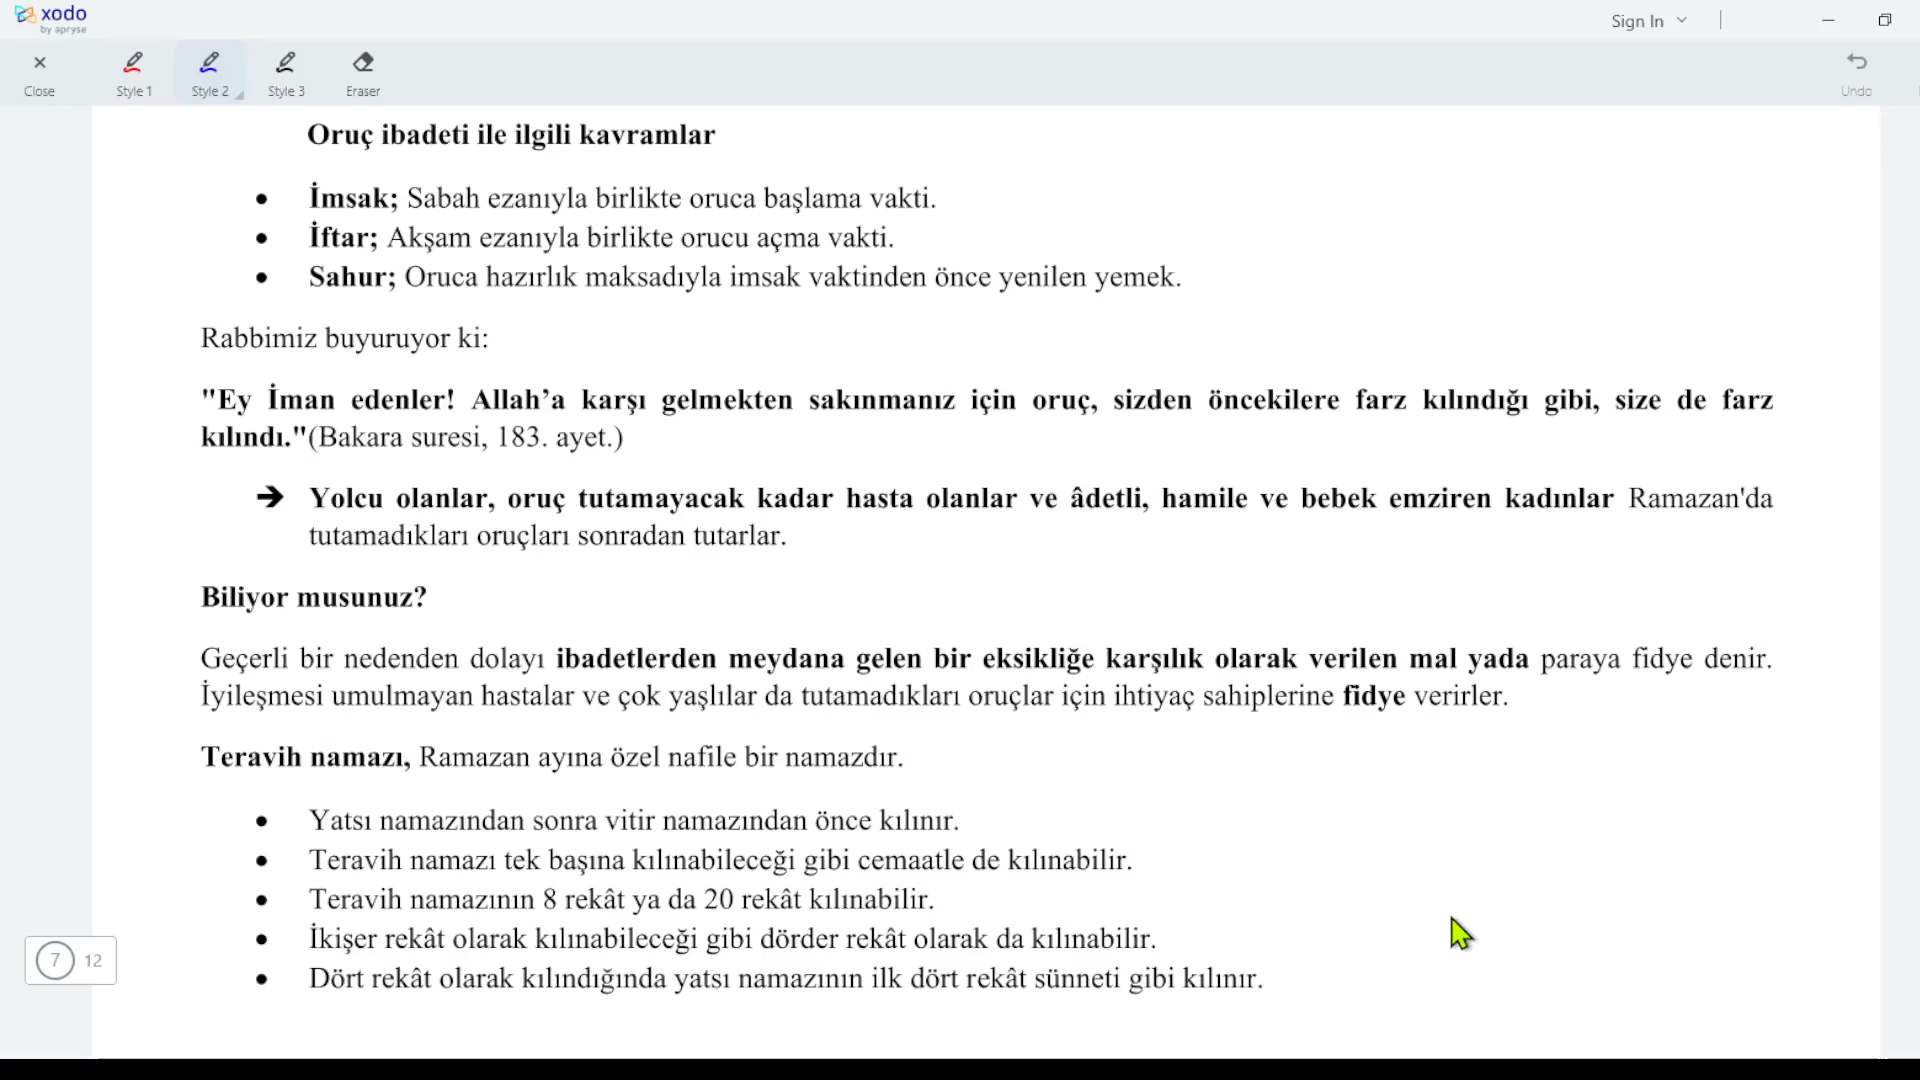 xodo
by apryse
Sign In
Close
Style 1
Style 2
Style 3
Eraser
Undo
Oruç ibadeti ile ilgili kavramlar
• İmsak; Sabah ezanıyla birlikte oruca başlama vakti.
• İftar; Akşam ezanıyla birlikte orucu açma vakti.
• Sahur; Oruca hazırlık maksadıyla imsak vaktinden önce yenilen yemek.
Rabbimiz buyuruyor ki:
"Ey İman edenler! Allah’a karşı gelmekten sakınmanız için oruç, sizden öncekilere farz kılındığı gibi, size de farz
kılındı."(Bakara suresi, 183. ayet.)
➔ Yolcu olanlar, oruç tutamayacak kadar hasta olanlar ve âdetli, hamile ve bebek emziren kadınlar Ramazan'da
tutamadıkları oruçları sonradan tutarlar.
Biliyor musunuz?
Geçerli bir nedenden dolayı ibadetlerden meydana gelen bir eksikliğe karşılık olarak verilen mal yada paraya fidye denir.
İyileşmesi umulmayan hastalar ve çok yaşlılar da tutamadıkları oruçlar için ihtiyaç sahiplerine fidye verirler.
Teravih namazı, Ramazan ayına özel nafile bir namazdır.
• Yatsı namazından sonra vitir namazından önce kılınır.
• Teravih namazı tek başına kılınabileceği gibi cemaatle de kılınabilir.
• Teravih namazının 8 rekât ya da 20 rekât kılınabilir.
• İkişer rekât olarak kılınabileceği gibi dörder rekât olarak da kılınabilir.
• Dört rekât olarak kılındığında yatsı namazının ilk dört rekât sünneti gibi kılınır.
7 12